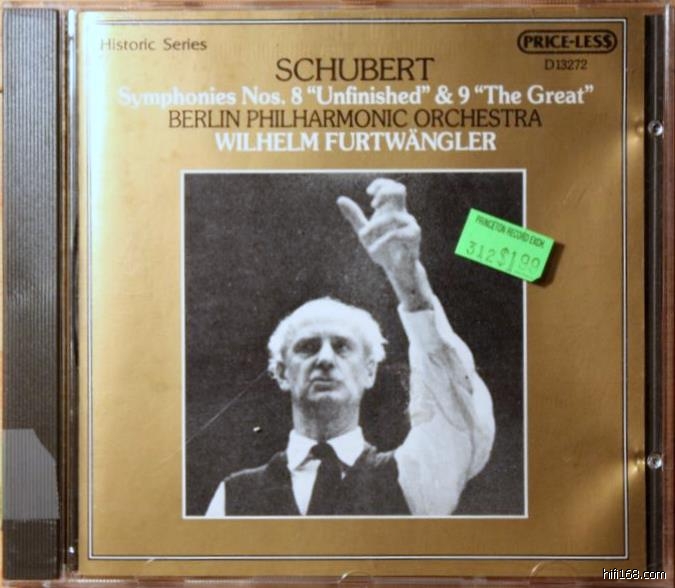 Historic Series
PRICE-LES$
D13272
SCHUBERT
Symphonies Nos. 8 “Unfinished” & 9 “The Great”
BERLIN PHILHARMONIC ORCHESTRA
WILHELM FURTWÄNGLER
PRINCETON RECORD EXCH.
312$1.99
hifi168.com